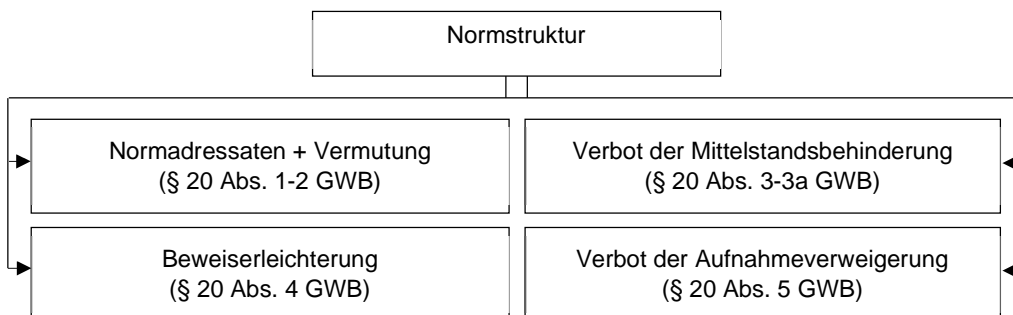 Normstruktur
Normadressaten + Vermutung
(§ 20 Abs. 1-2 GWB)
Verbot der Mittelstandsbehinderung
(§ 20 Abs. 3-3a GWB)
Beweiserleichterung
(§ 20 Abs. 4 GWB)
Verbot der Aufnahmeverweigerung
(§ 20 Abs. 5 GWB)